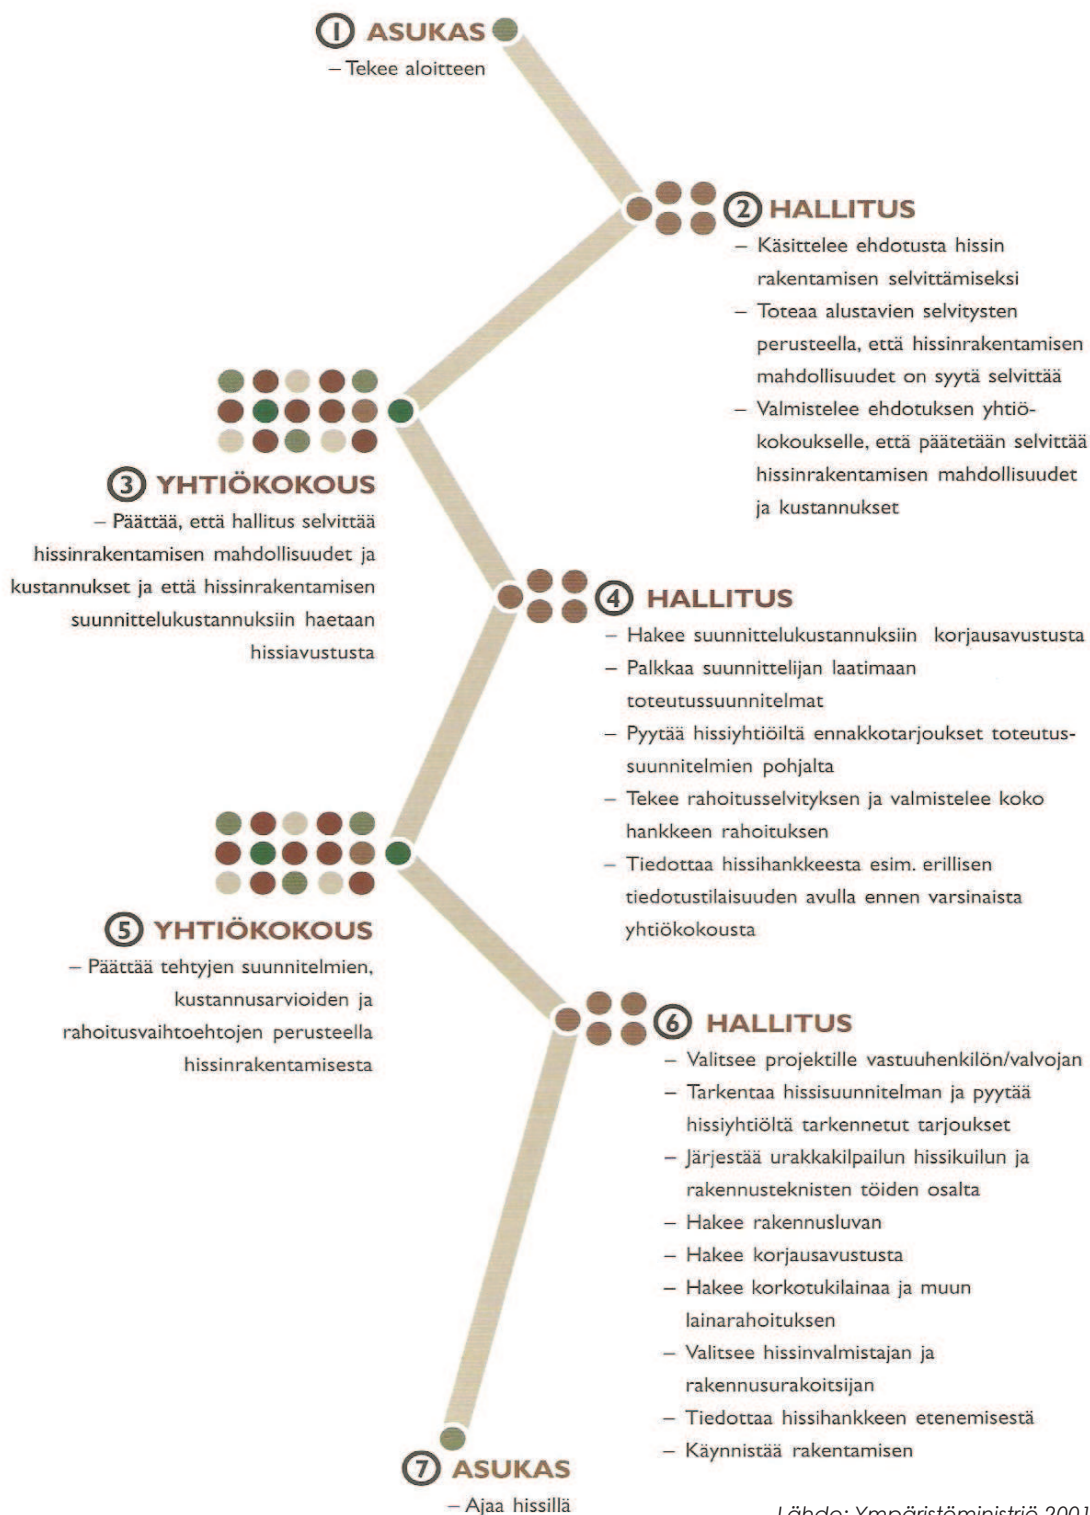 1 ASUKAS
– Tekee aloitteen
2 HALLITUS
– Käsittelee ehdotusta hissin
rakentamisen selvittämiseksi
– Toteaa alustavien selvitysten
perusteella, että hissinrakentamisen
mahdollisuudet on syytä selvittää
– Valmistelee ehdotuksen yhtiö-
kokoukselle, että päätetään selvittää
hissinrakentamisen mahdollisuudet
ja kustannukset
3 YHTIÖKOKOUS
– Päättää, että hallitus selvittää
hissinrakentamisen mahdollisuudet ja
kustannukset ja että hissinrakentamisen
suunnittelukustannuksiin haetaan
hissiavustusta
4 HALLITUS
– Hakee suunnittelukustannuksiin korjausavustusta
– Palkkaa suunnittelijan laatimaan
toteutussuunnitelmat
– Pyytää hissiyhtiöiltä ennakkotarjoukset toteutus-
suunnitelmien pohjalta
– Tekee rahoitusselvityksen ja valmistelee koko
hankkeen rahoituksen
– Tiedottaa hissihankkeesta esim. erillisen
tiedotustilaisuuden avulla ennen varsinaista
yhtiökokousta
5 YHTIÖKOKOUS
– Päättää tehtyjen suunnitelmien,
kustannusarvioiden ja
rahoitusvaihtoehtojen perusteella
hissinrakentamisesta
6 HALLITUS
– Valitsee projektille vastuuhenkilön/valvojan
– Tarkentaa hissisuunnitelman ja pyytää
hissiyhtiöltä tarkennetut tarjoukset
– Järjestää urakkakilpailun hissikuilun ja
rakennusteknisten töiden osalta
– Hakee rakennusluvan
– Hakee korjausavustusta
– Hakee korkotukilainaa ja muun
lainarahoituksen
– Valitsee hissinvalmistajan ja
rakennusurakoitsijan
– Tiedottaa hissihankkeen etenemisestä
– Käynnistää rakentamisen
7 ASUKAS
– Ajaa hissillä
Lähde: Ympäristöministriö 2001